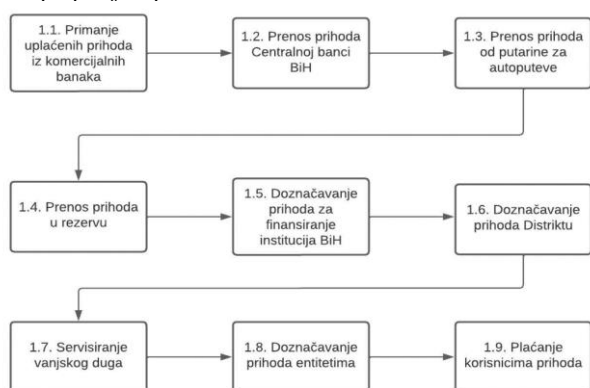 1.1. Primanje
uplaćenih prihoda
iz komercijalnih
banaka
1.2. Prenos prihoda
Centralnoj banci
BiH
1.3. Prenos prihoda
od putarine za
autoputeve
1.4. Prenos prihoda
u rezervu
1.5. Doznačavanje
prihoda za
finansiranje
institucija BiH
1.6. Doznačavanje
prihoda Distriktu
1.7. Servisiranje
vanjskog duga
1.8. Doznačavanje
prihoda entitetima
1.9. Plaćanje
korisnicima prihoda